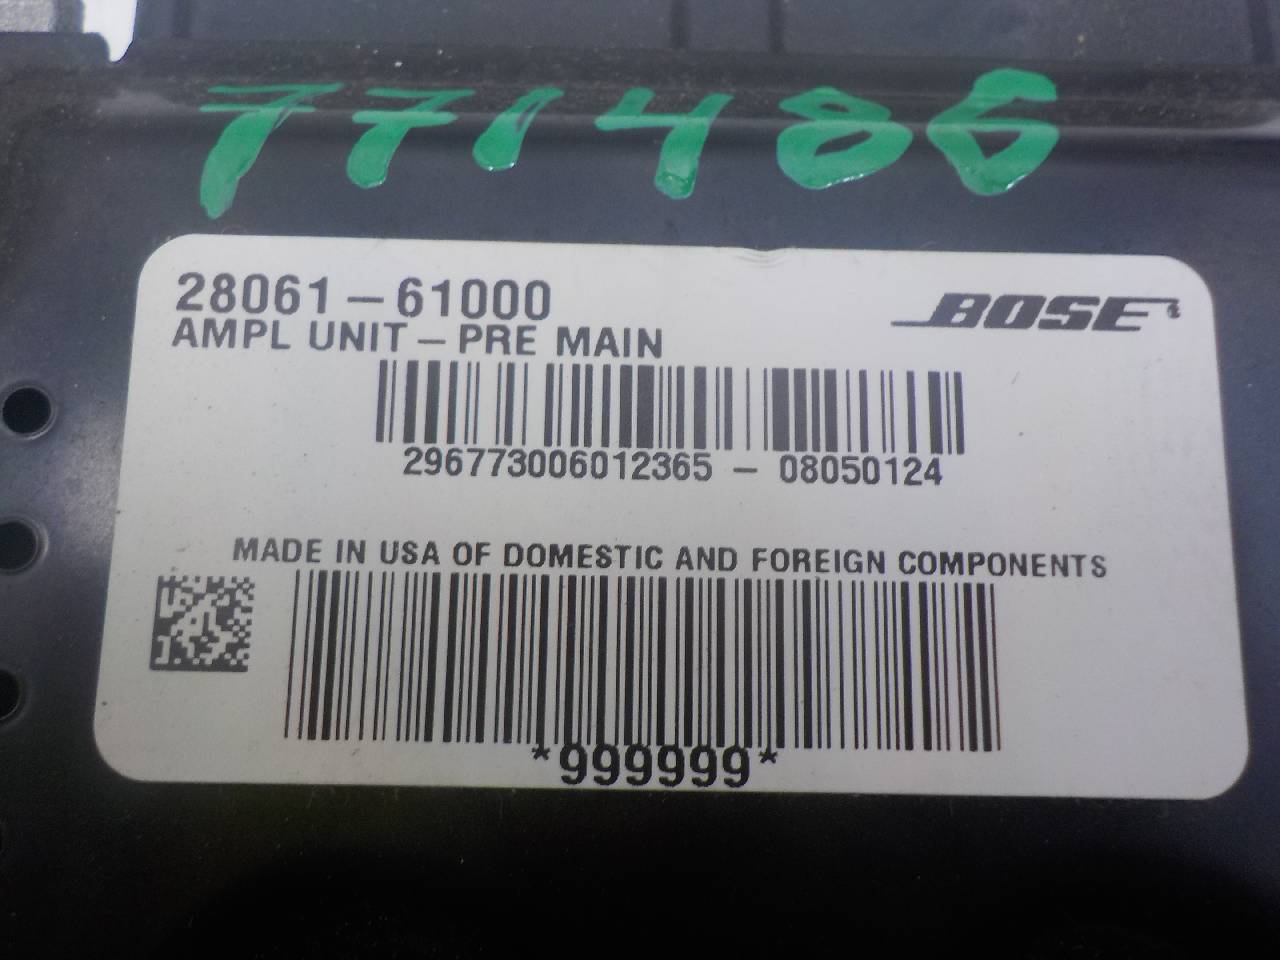 771486
28061-61000
BOSE
AMPL UNIT-PRE MAIN
296773006012365 - 08050124
MADE IN USA OF DOMESTIC AND FOREIGN COMPONENTS
*999999*